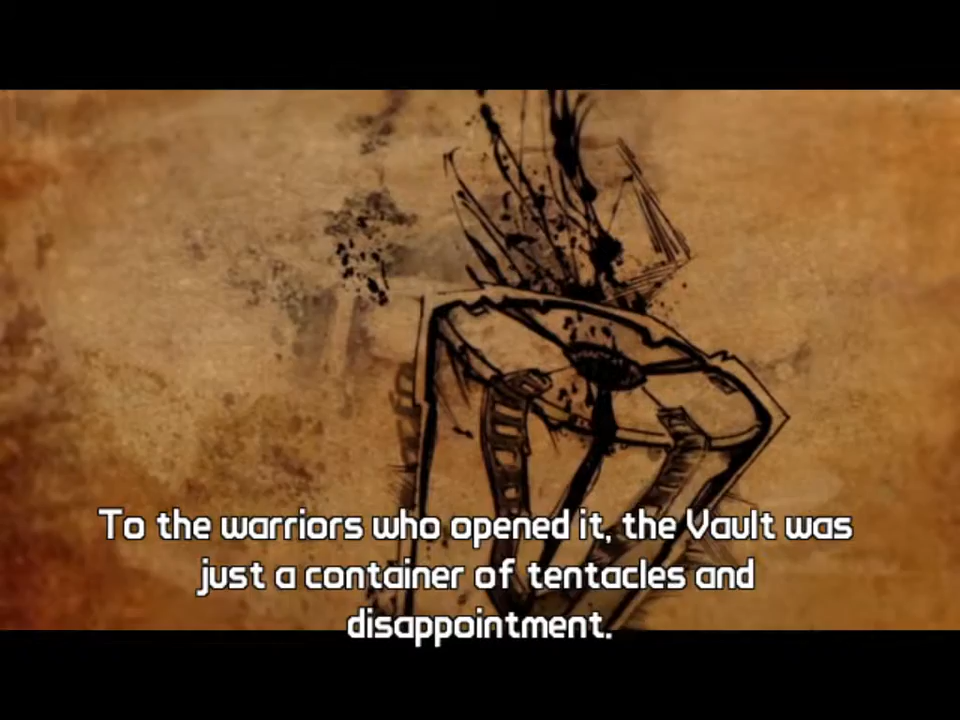 To the warriors who opened it, the Vault was
just a container of tentacles and
disappointment.